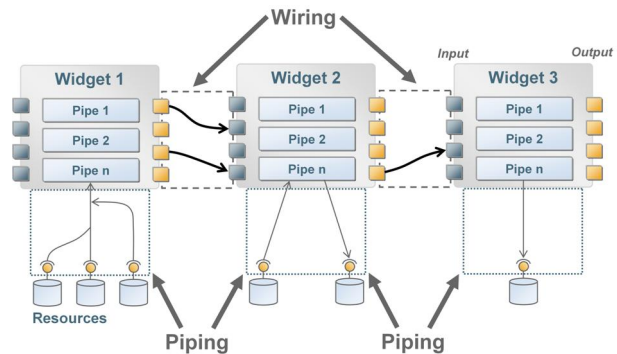 Wiring
Input
Output
Widget 1
Widget 2
Widget 3
Pipe 1
Pipe 1
Pipe 1
Pipe 2
Pipe 2
Pipe 2
Pipe n
Pipe n
Pipe n
Resources
Piping
Piping